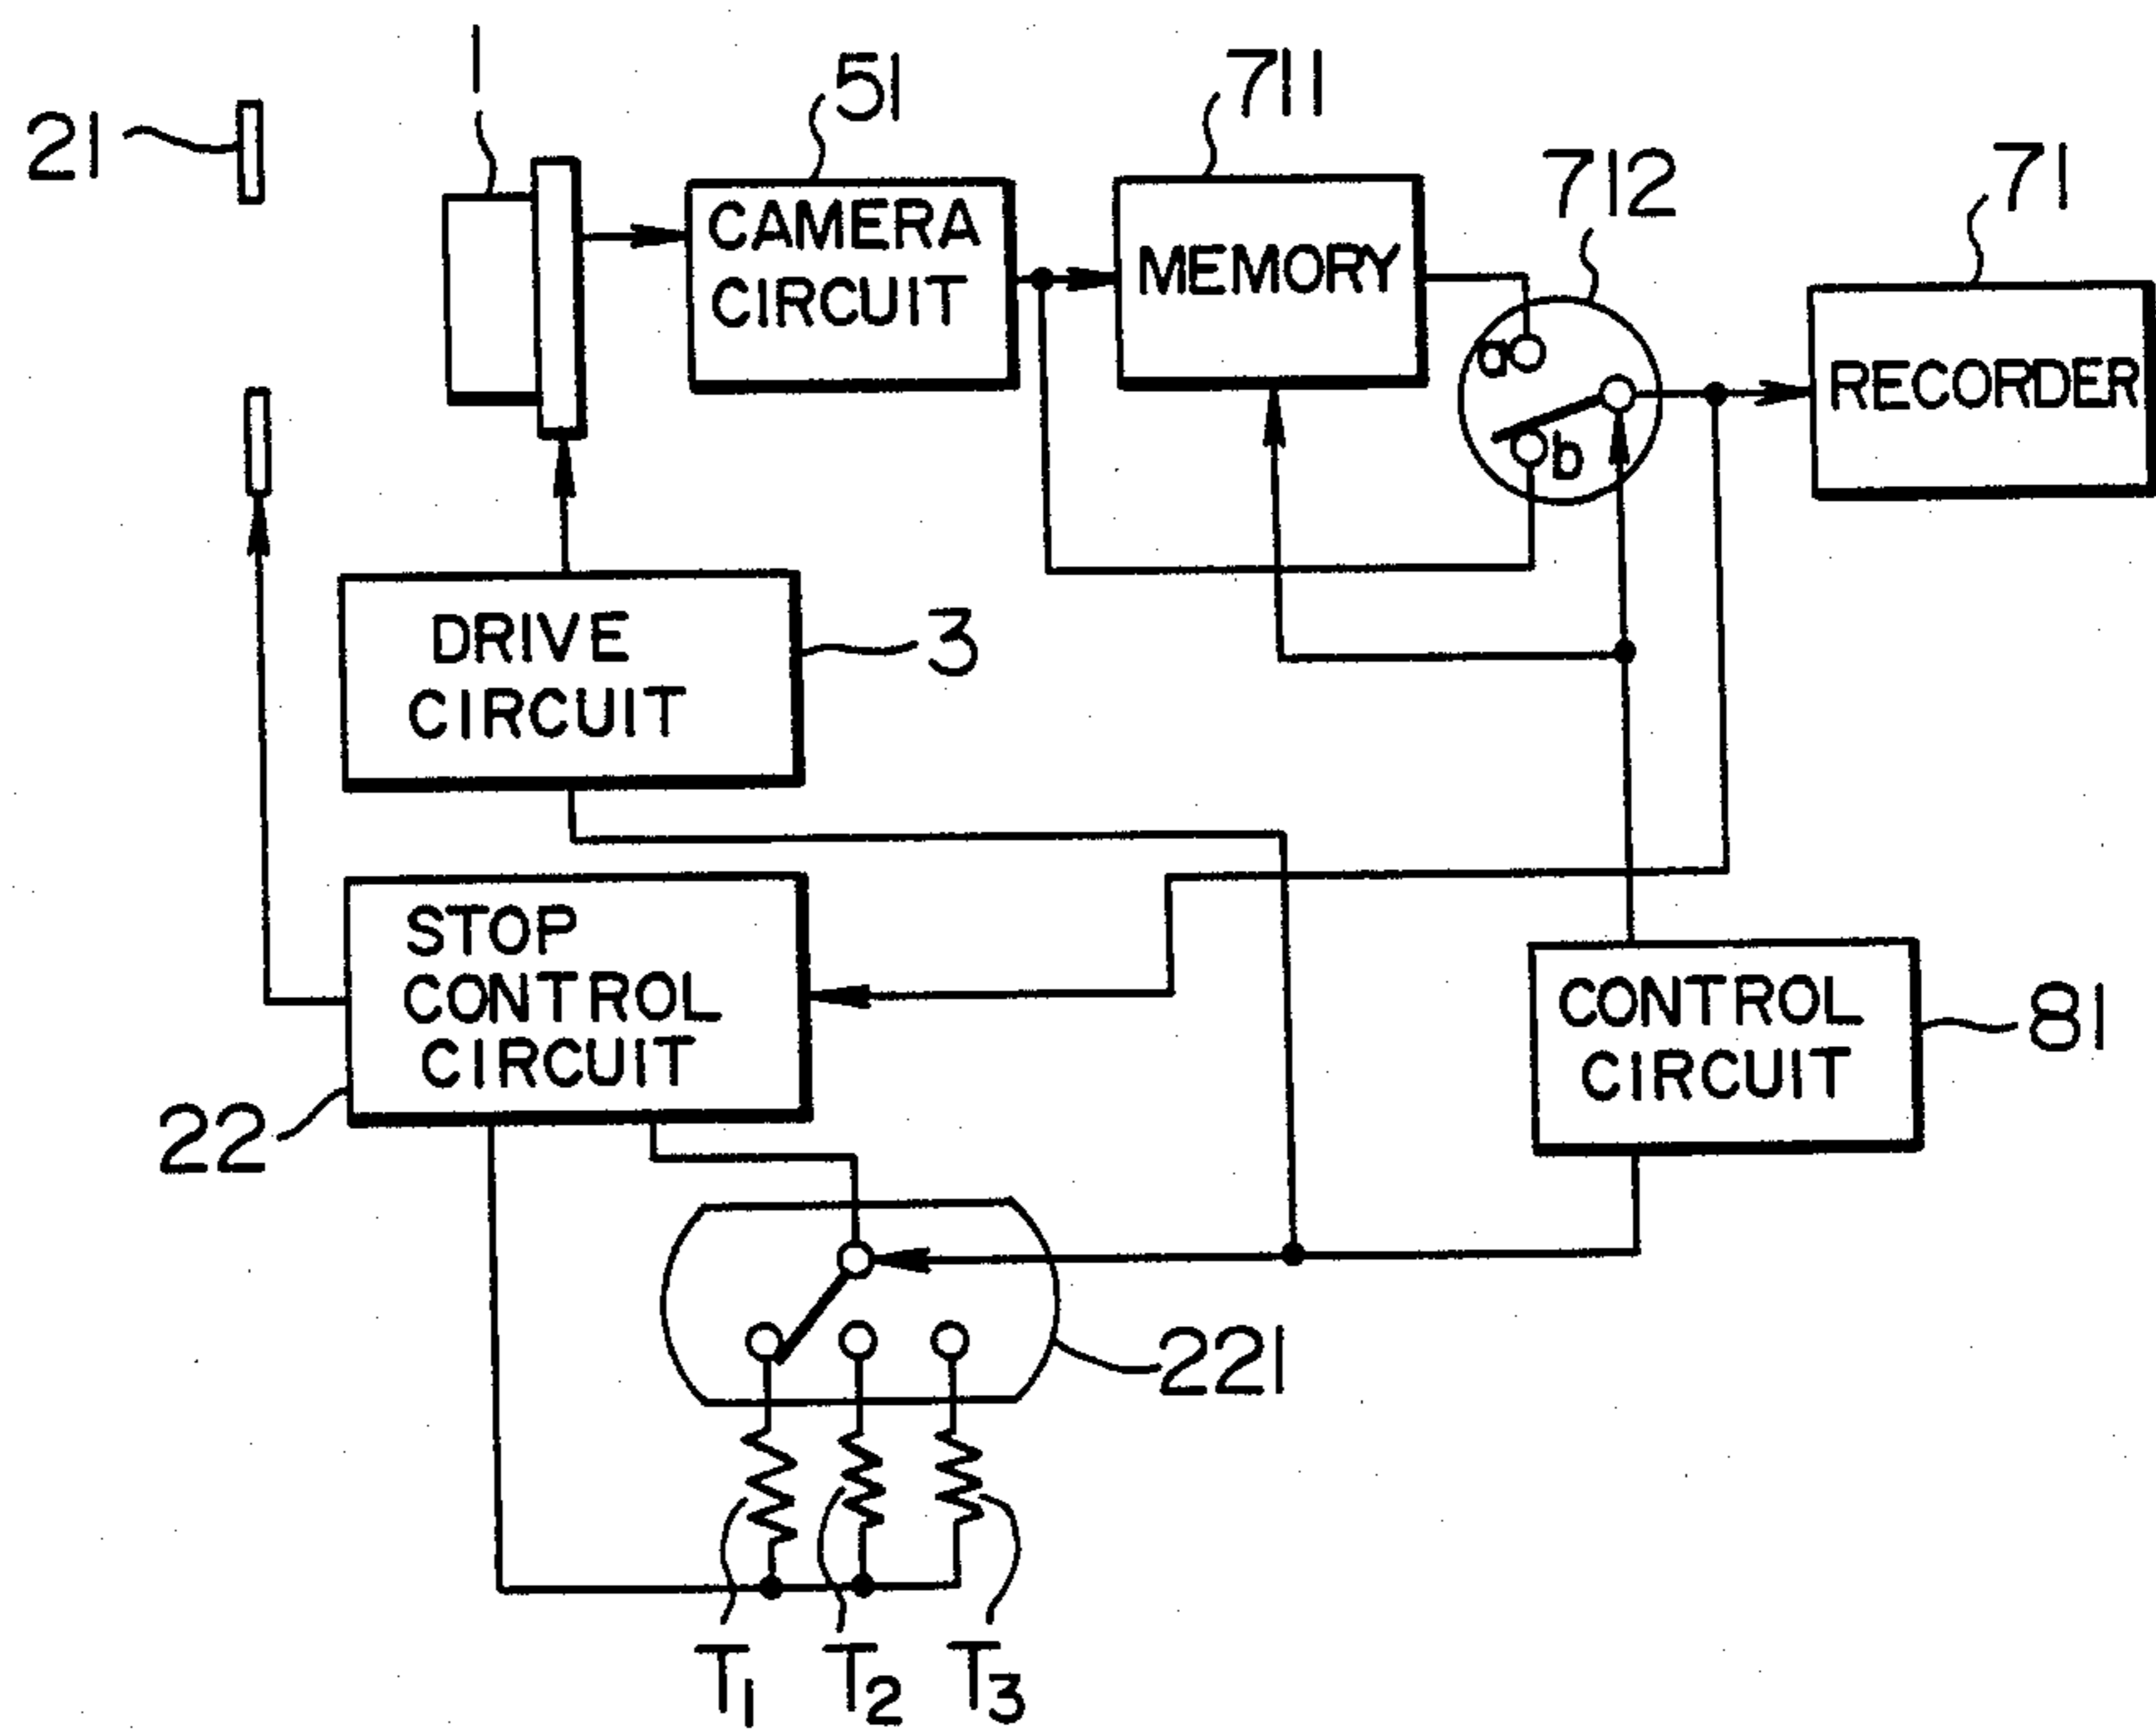 1
51
711
712
71
21
CAMERA
CIRCUIT
MEMORY
a
b
RECORDER
DRIVE
CIRCUIT
3
STOP
CONTROL
CIRCUIT
22
CONTROL
CIRCUIT
81
221
T1
T2
T3